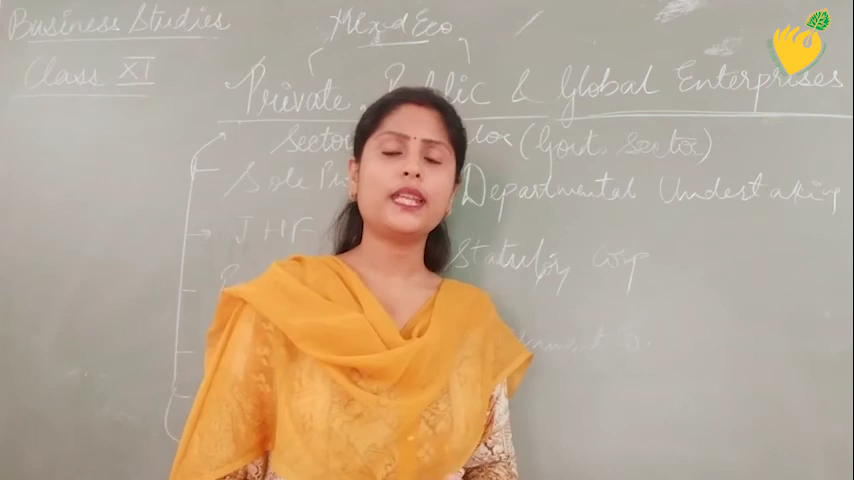 Business Studies
Mixed Eco
Class XI
Private, Public & Global Enterprises
Sector (Govt. Sector)
Sole Departmental Undertaking
JHF
Statutory Corp